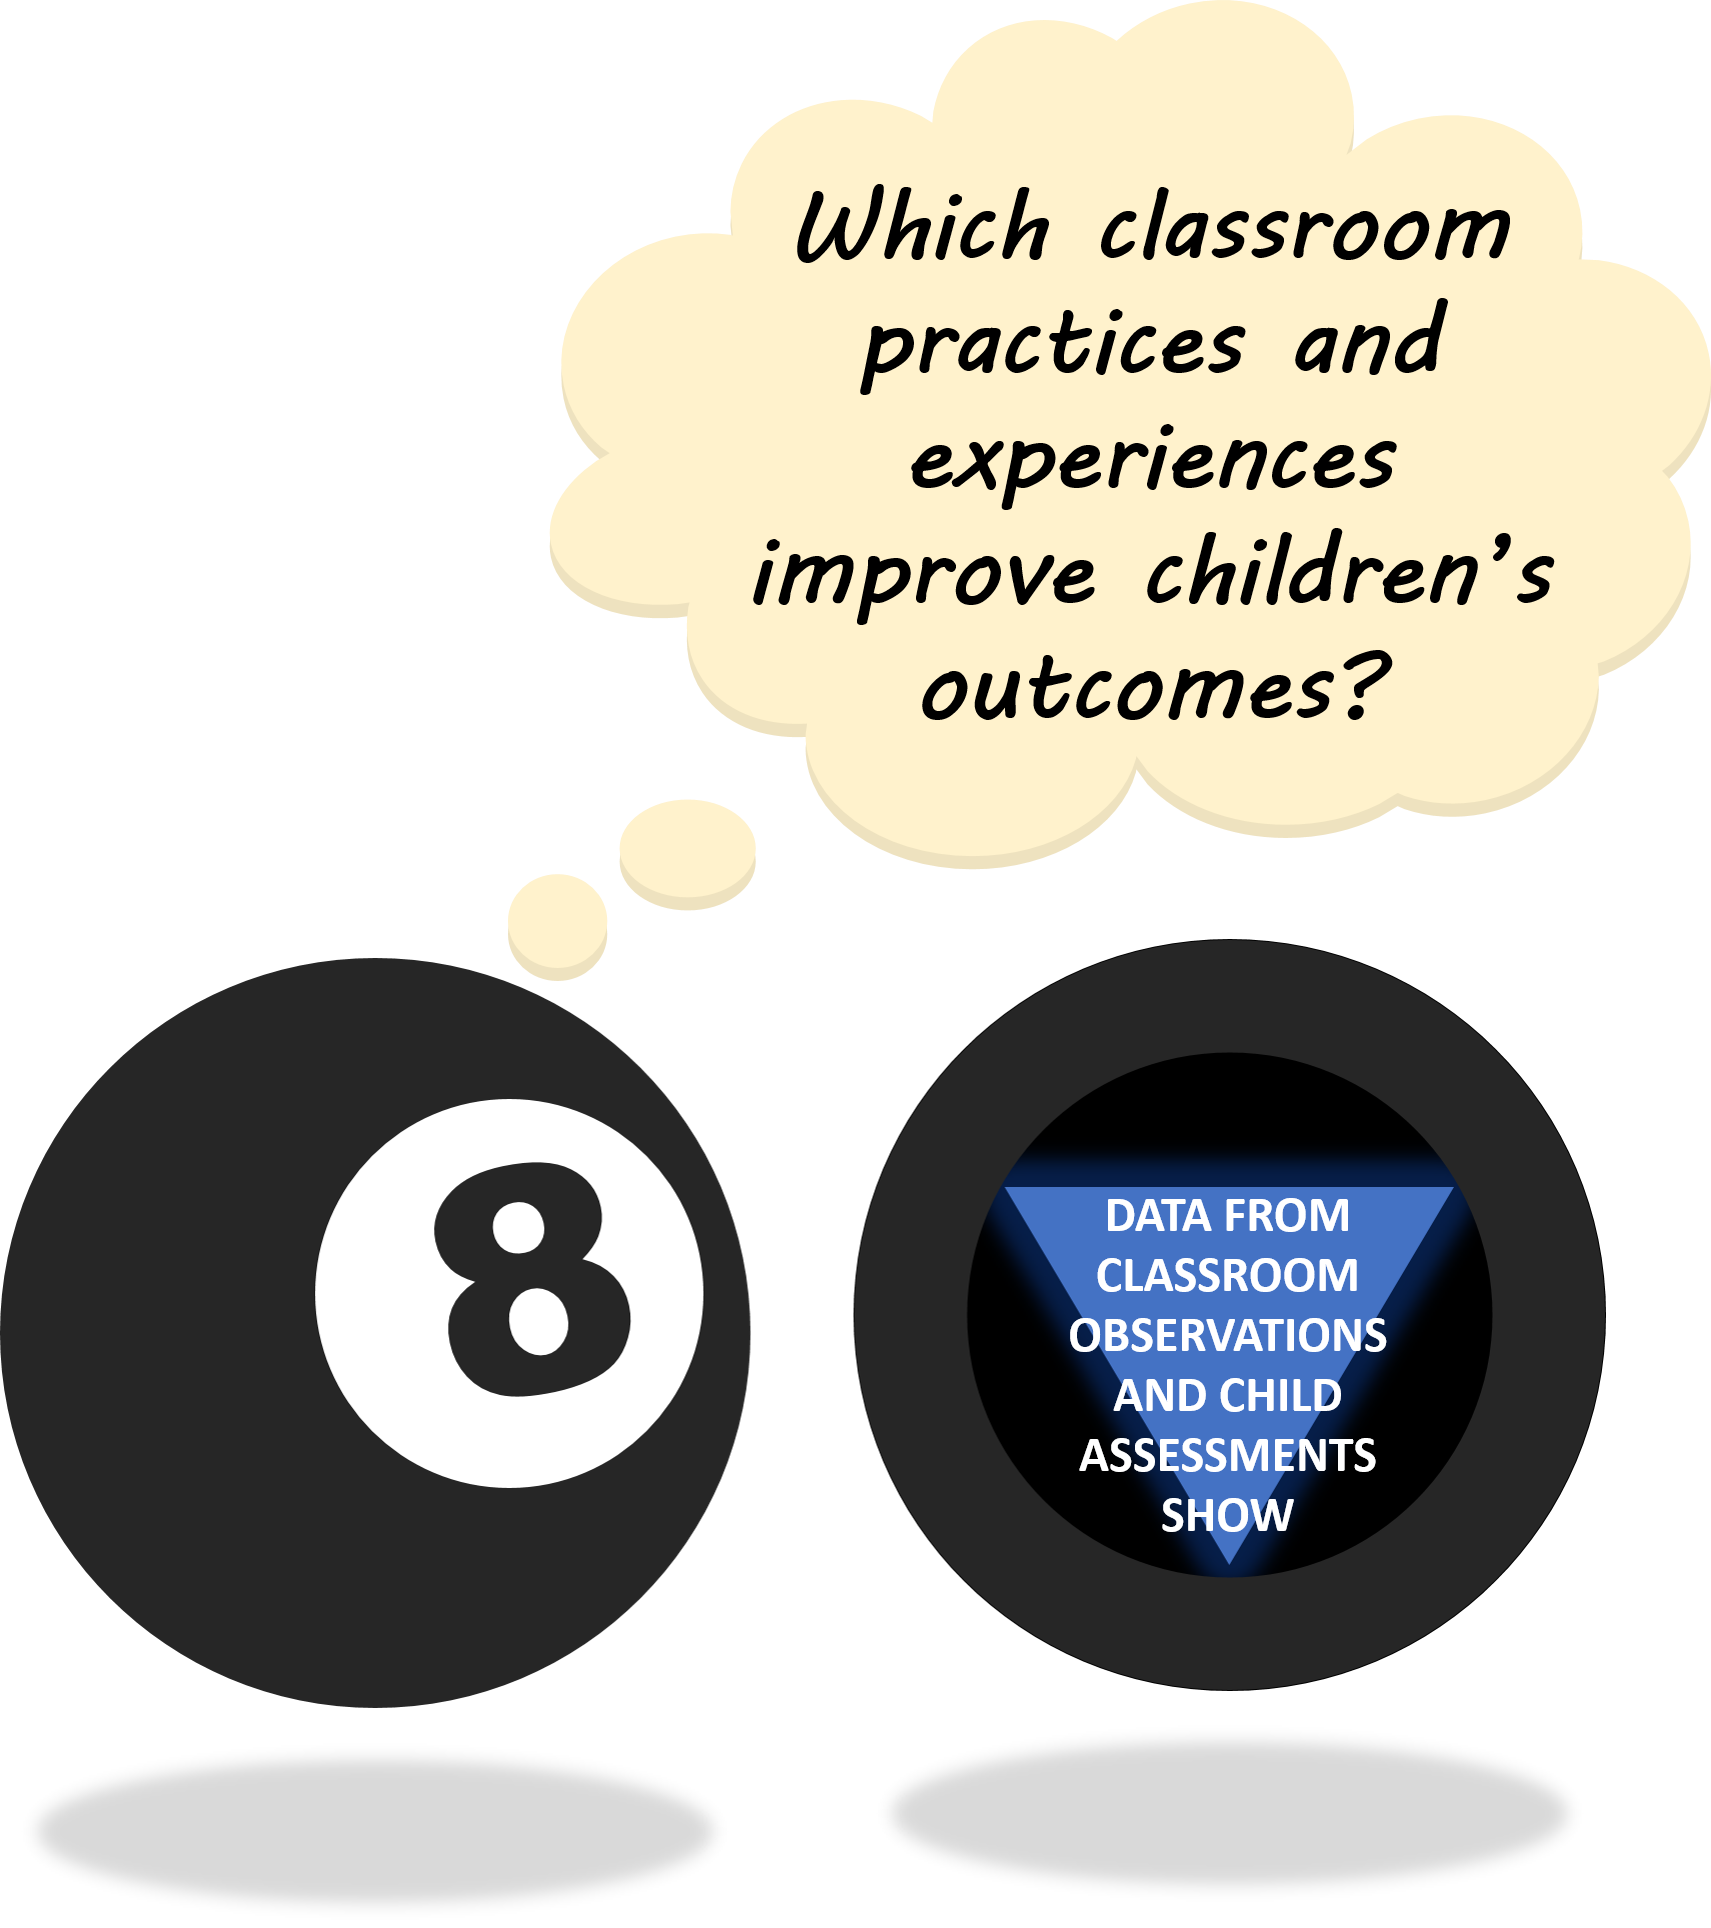 Which classroom
practices and
experiences
improve children’s
outcomes?
8
DATA FROM
CLASSROOM
OBSERVATIONS
AND CHILD
ASSESSMENTS
SHOW